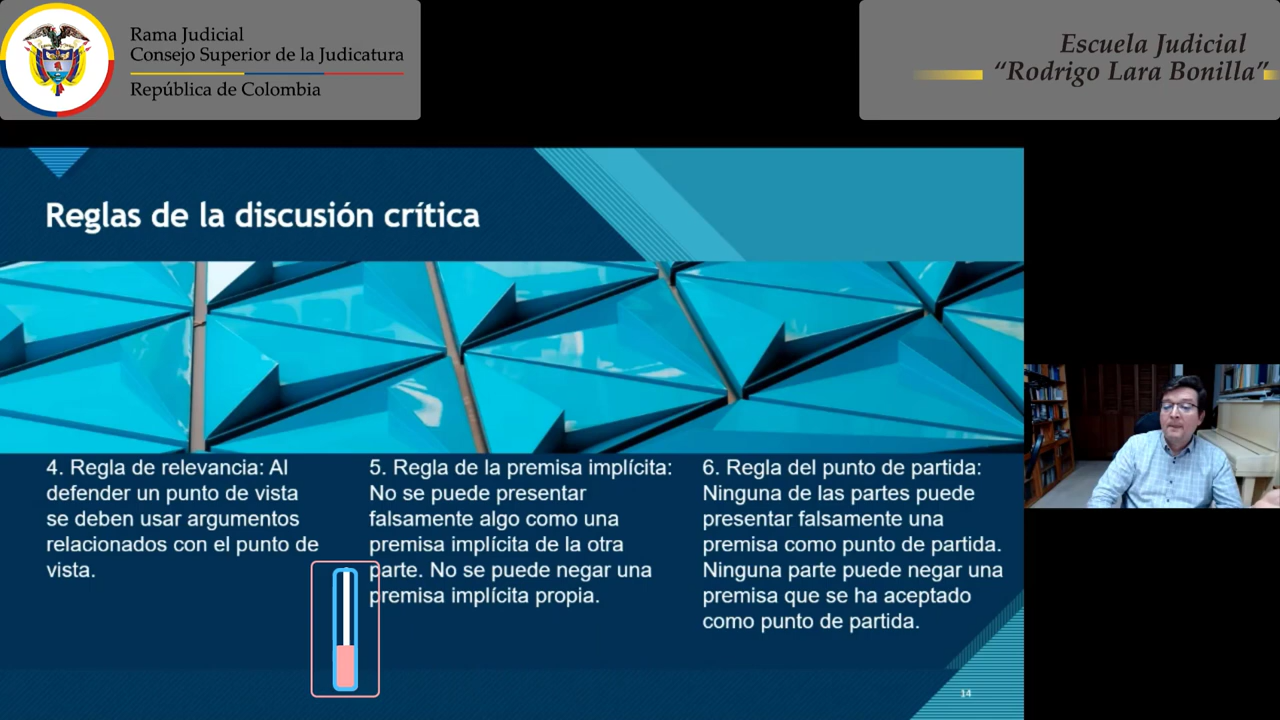 Rama Judicial
Consejo Superior de la Judicatura
República de Colombia
Escuela Judicial
"Rodrigo Lara Bonilla"
Reglas de la discusión crítica
4. Regla de relevancia: Al
defender un punto de vista
se deben usar argumentos
relacionados con el punto de
vista.
5. Regla de la premisa implícita:
No se puede presentar
falsamente algo como una
premisa implícita de la otra
parte. No se puede negar una
premisa implícita propia.
6. Regla del punto de partida:
Ninguna de las partes puede
presentar falsamente una
premisa como punto de partida.
Ninguna parte puede negar una
premisa que se ha aceptado
como punto de partida.
14